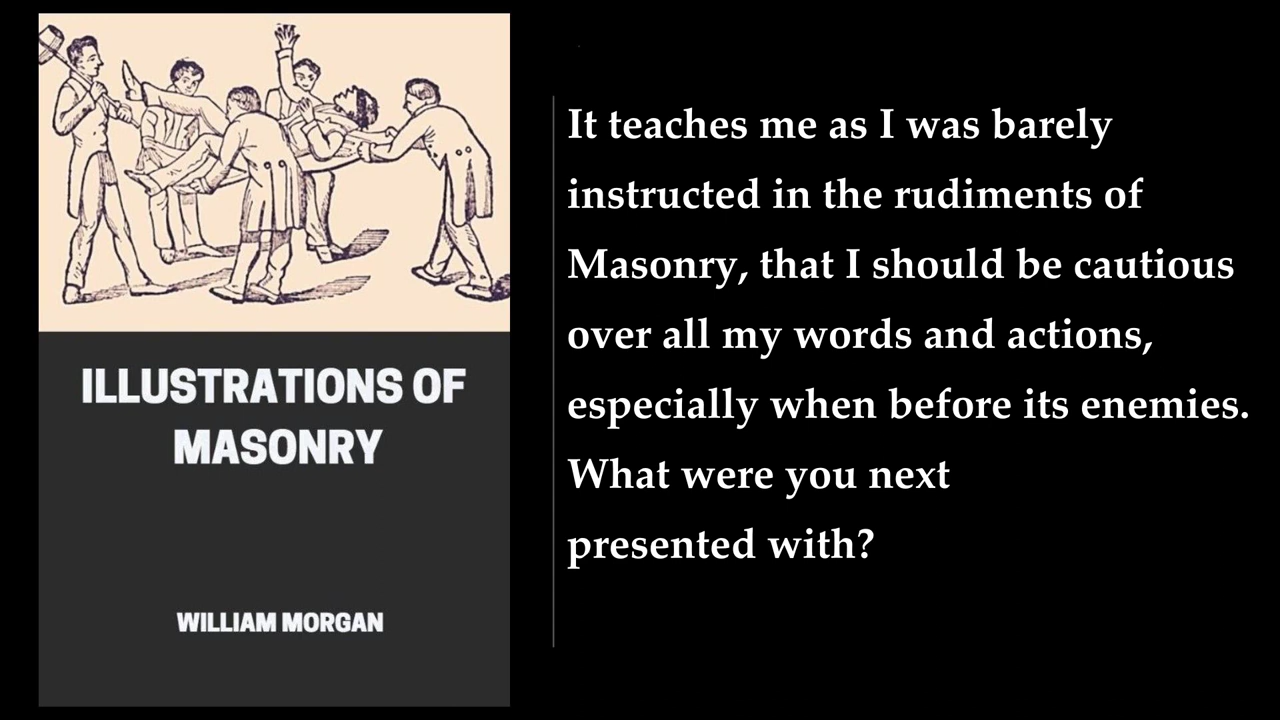 ILLUSTRATIONS OF
MASONRY
WILLIAM MORGAN
It teaches me as I was barely
instructed in the rudiments of
Masonry, that I should be cautious
over all my words and actions,
especially when before its enemies.
What were you next
presented with?